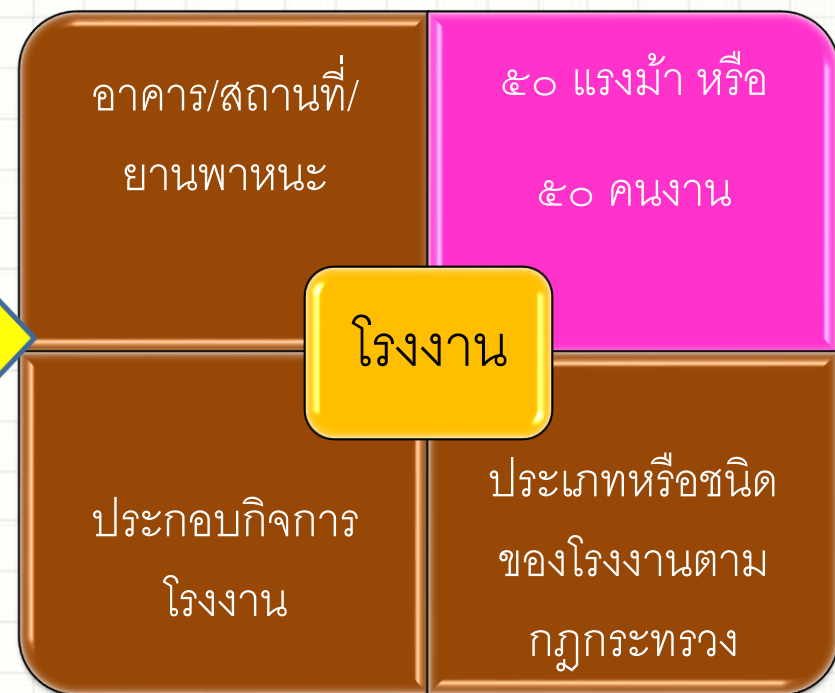 อาคาร/สถานที่/
ยานพาหนะ
๕๐ แรงม้า หรือ
๕๐ คนงาน
โรงงาน
ประกอบกิจการ
โรงงาน
ประเภทหรือชนิด
ของโรงงานตาม
กฎกระทรวง